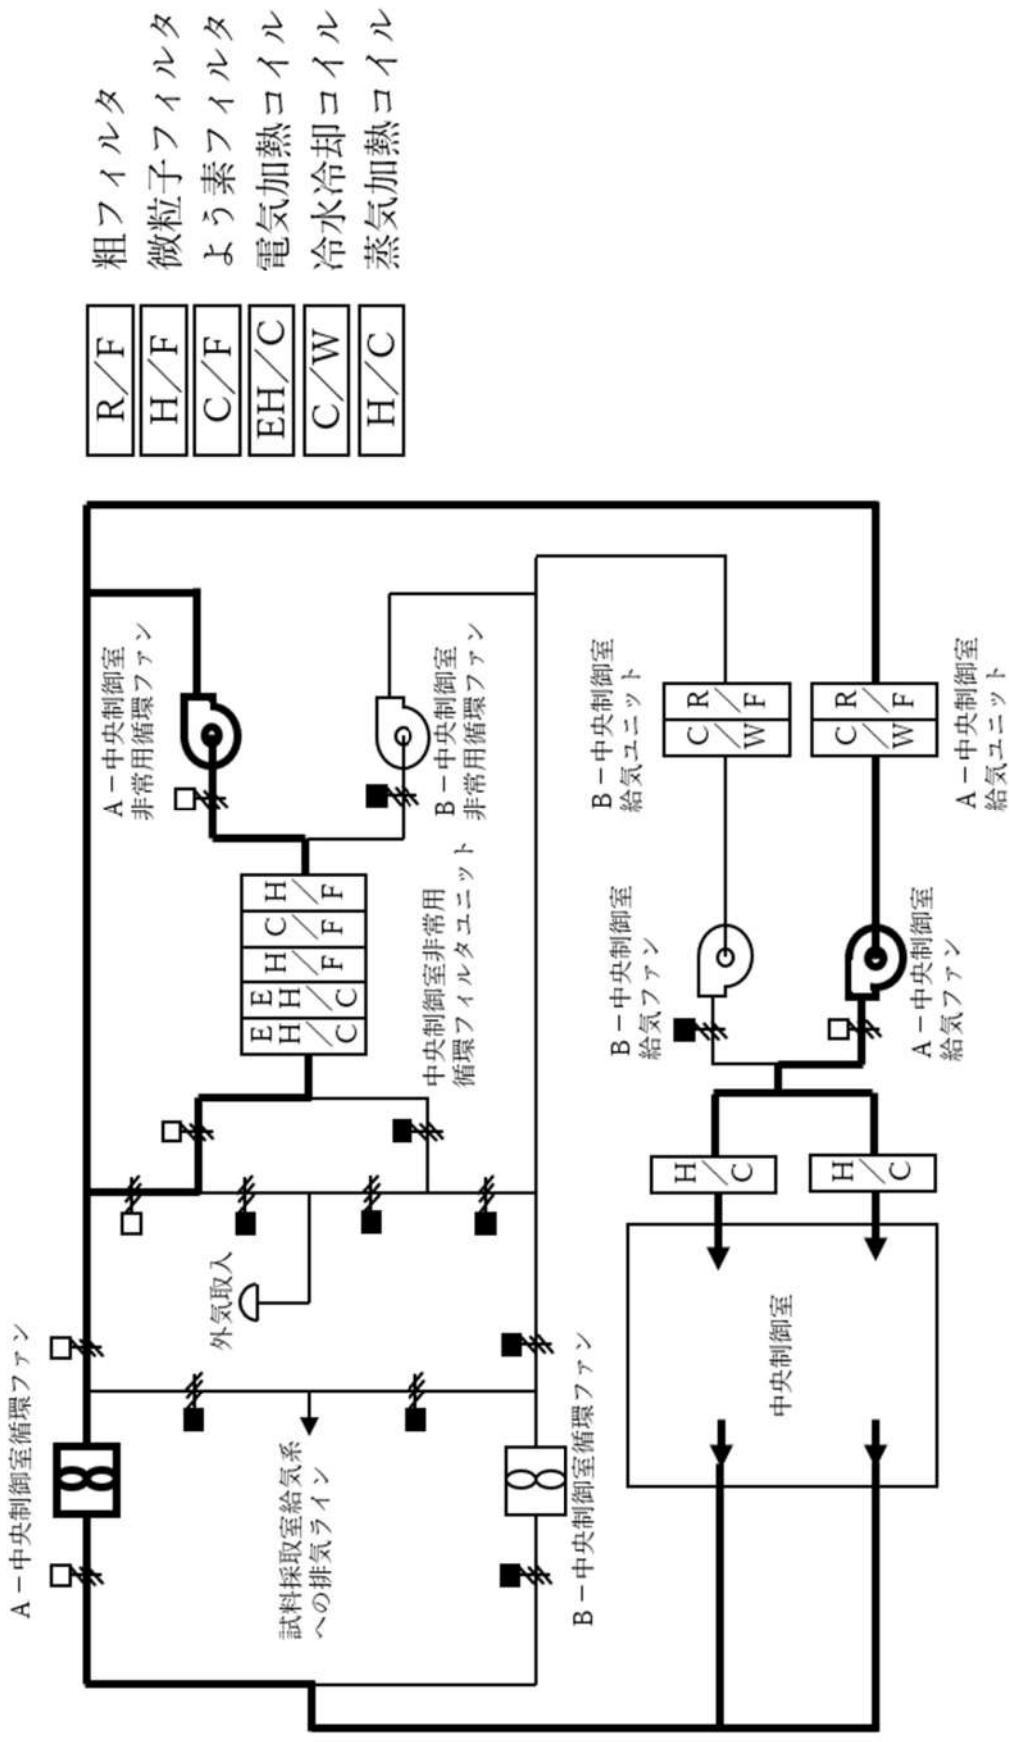 A－中央制御室循環ファン
試料採取室給気系
への排気ライン
B－中央制御室循環ファン
外気取入
中央制御室
E
H
／
C
E
H
／
C
H
／
F
C
／
F
H
／
F
中央制御室非常用
循環フィルタユニット
A－中央制御室
非常用循環ファン
B－中央制御室
非常用循環ファン
H
／
C
H
／
C
B－中央制御室
給気ファン
A－中央制御室
給気ファン
B－中央制御室
給気ユニット
C
／
W
R
／
F
C
／
W
R
／
F
A－中央制御室
給気ユニット
R／F 粗フィルタ
H／F 微粒子フィルタ
C／F よう素フィルタ
EH／C 電気加熱コイル
C／W 冷水冷却コイル
H／C 蒸気加熱コイル